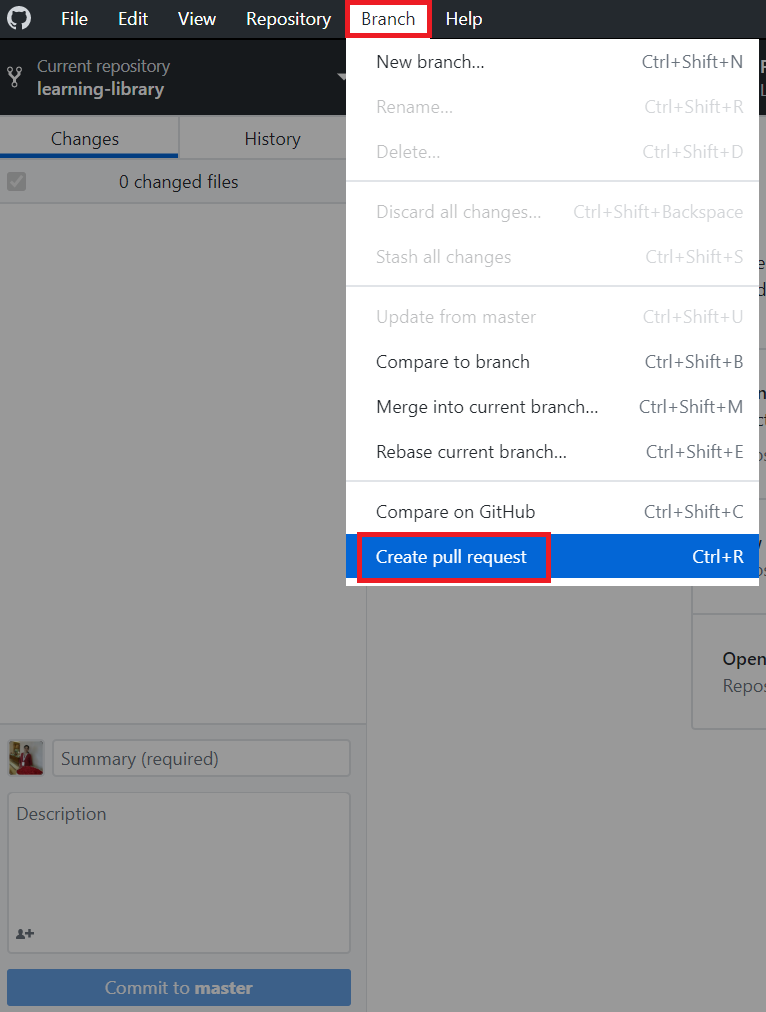 File Edit View Repository Branch Help
Current repository
learning-library
Changes History
0 changed files
New branch... Ctrl+Shift+N
Rename... Ctrl+Shift+R
Delete... Ctrl+Shift+D
Discard all changes... Ctrl+Shift+Backspace
Stash all changes Ctrl+Shift+S
Update from master Ctrl+Shift+U
Compare to branch Ctrl+Shift+B
Merge into current branch... Ctrl+Shift+M
Rebase current branch... Ctrl+Shift+E
Compare on GitHub Ctrl+Shift+C
Create pull request Ctrl+R
Open
Summary (required)
Description
Commit to master